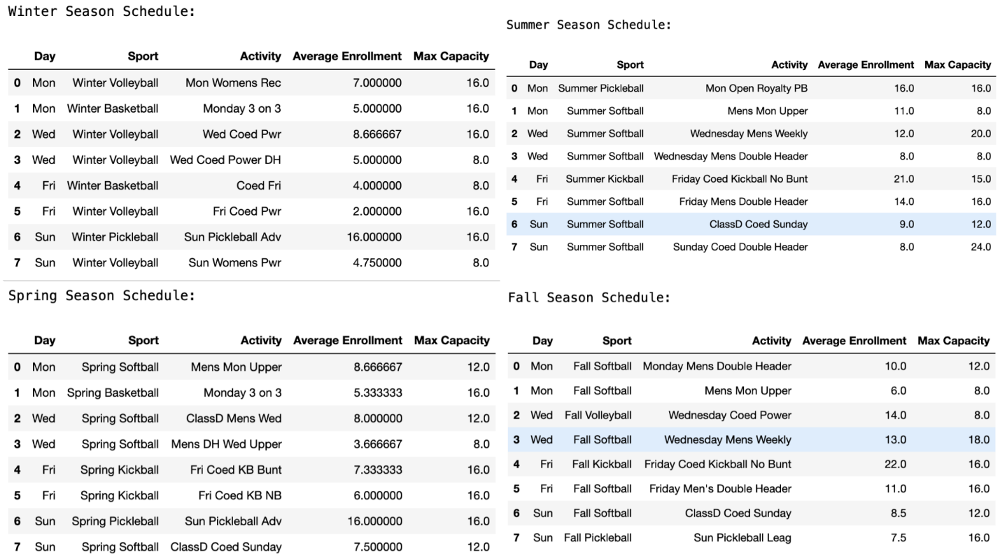 Winter Season Schedule:
Day Sport Activity Average Enrollment Max Capacity
0 Mon Winter Volleyball Mon Womens Rec 7.000000 16.0
1 Mon Winter Basketball Monday 3 on 3 5.000000 16.0
2 Wed Winter Volleyball Wed Coed Pwr 8.666667 16.0
3 Wed Winter Volleyball Wed Coed Power DH 5.000000 8.0
4 Fri Winter Basketball Coed Fri 4.000000 8.0
5 Fri Winter Volleyball Fri Coed Pwr 2.000000 16.0
6 Sun Winter Pickleball Sun Pickleball Adv 16.000000 16.0
7 Sun Winter Volleyball Sun Womens Pwr 4.750000 8.0
Summer Season Schedule:
Day Sport Activity Average Enrollment Max Capacity
0 Mon Summer Pickleball Mon Open Royalty PB 16.0 16.0
1 Mon Summer Softball Mens Mon Upper 11.0 8.0
2 Wed Summer Softball Wednesday Mens Weekly 12.0 20.0
3 Wed Summer Softball Wednesday Mens Double Header 8.0 8.0
4 Fri Summer Kickball Friday Coed Kickball No Bunt 21.0 15.0
5 Fri Summer Softball Friday Mens Double Header 14.0 16.0
6 Sun Summer Softball ClassD Coed Sunday 9.0 12.0
7 Sun Summer Softball Sunday Coed Double Header 8.0 24.0
Spring Season Schedule:
Day Sport Activity Average Enrollment Max Capacity
0 Mon Spring Softball Mens Mon Upper 8.666667 12.0
1 Mon Spring Basketball Monday 3 on 3 5.333333 16.0
2 Wed Spring Softball ClassD Mens Wed 8.000000 12.0
3 Wed Spring Softball Mens DH Wed Upper 3.666667 8.0
4 Fri Spring Kickball Fri Coed KB Bunt 7.333333 16.0
5 Fri Spring Kickball Fri Coed KB NB 6.000000 16.0
6 Sun Spring Pickleball Sun Pickleball Adv 16.000000 16.0
7 Sun Spring Softball ClassD Coed Sunday 7.500000 12.0
Fall Season Schedule:
Day Sport Activity Average Enrollment Max Capacity
0 Mon Fall Softball Monday Mens Double Header 10.0 12.0
1 Mon Fall Softball Mens Mon Upper 6.0 8.0
2 Wed Fall Volleyball Wednesday Coed Power 14.0 8.0
3 Wed Fall Softball Wednesday Mens Weekly 13.0 18.0
4 Fri Fall Kickball Friday Coed Kickball No Bunt 22.0 16.0
5 Fri Fall Softball Friday Men's Double Header 11.0 16.0
6 Sun Fall Softball ClassD Coed Sunday 8.5 12.0
7 Sun Fall Pickleball Sun Pickleball Leag 7.5 16.0